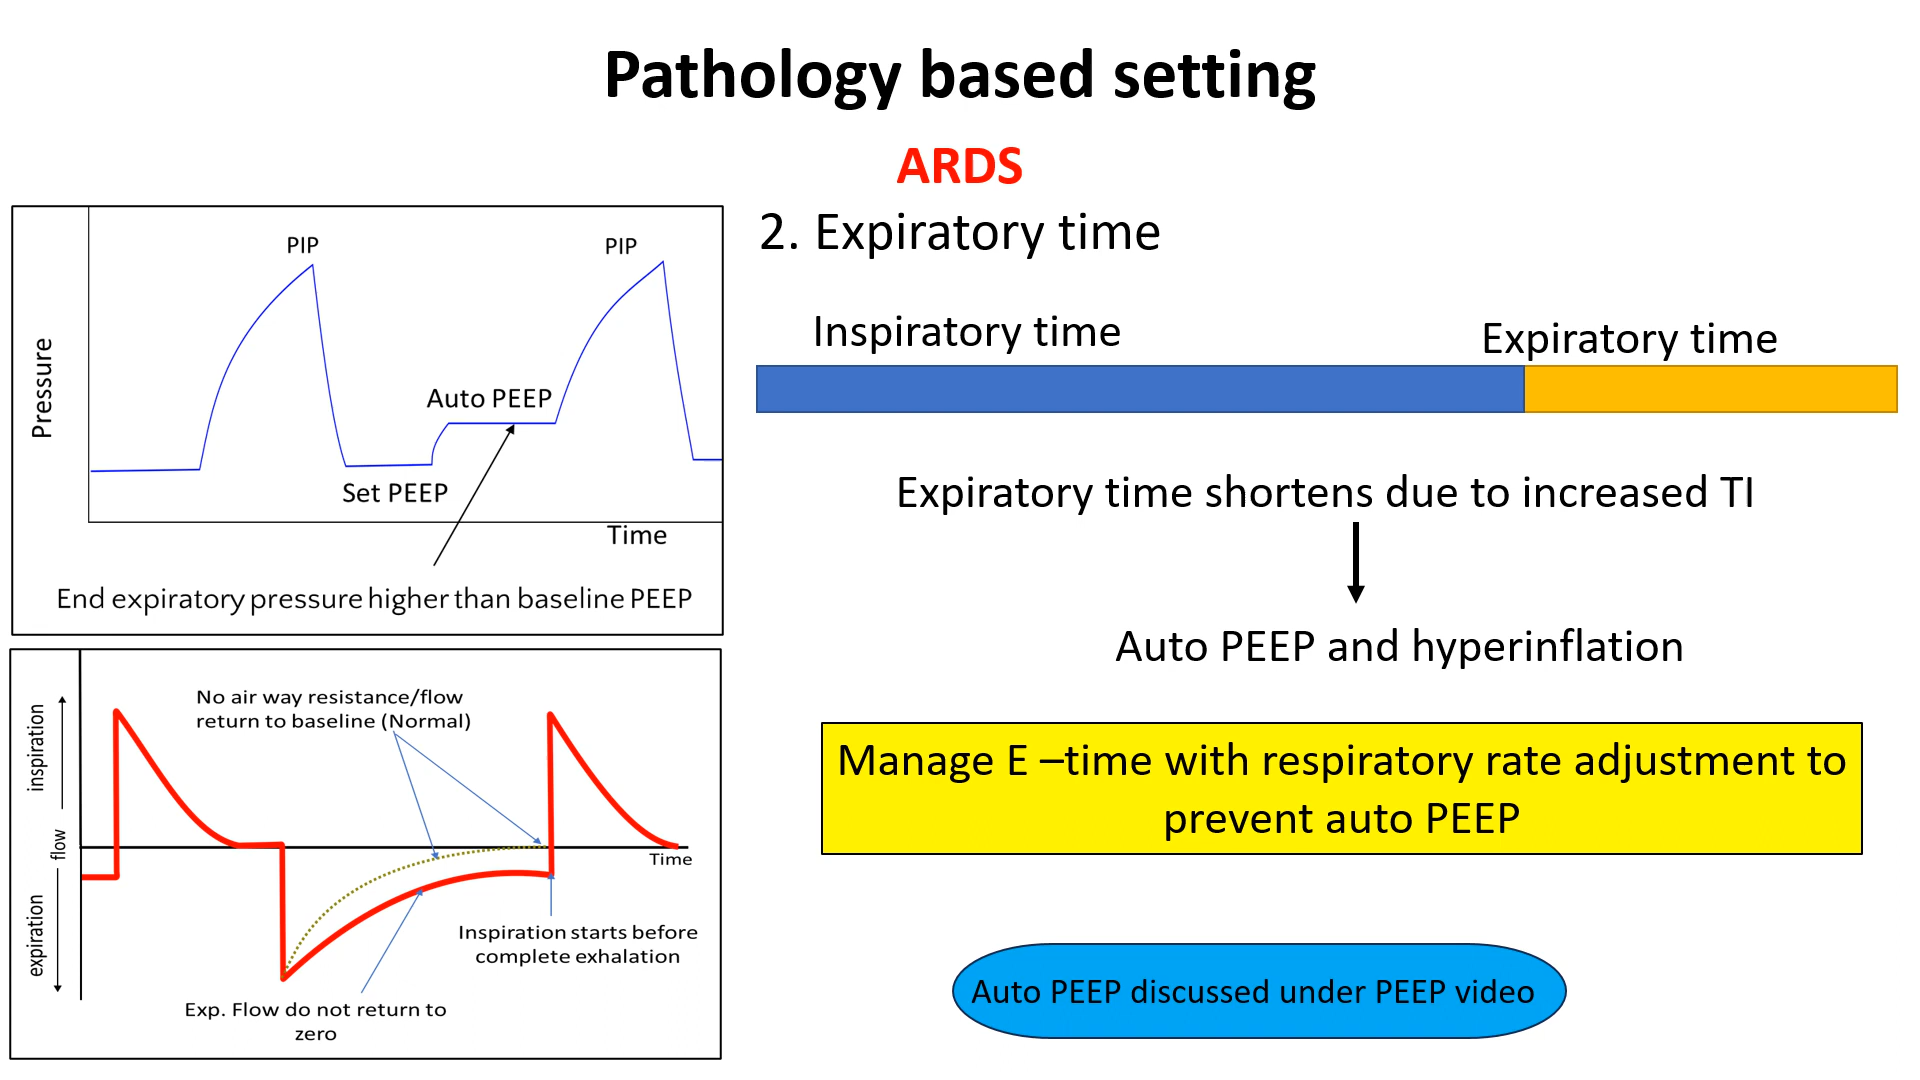 Pathology based setting
ARDS
PIP
PIP
Pressure
Auto PEEP
Set PEEP
Time
End expiratory pressure higher than baseline PEEP
No air way resistance/flow
return to baseline (Normal)
inspiration
flow
expiration
Time
Inspiration starts before
complete exhalation
Exp. Flow do not return to
zero
2. Expiratory time
Inspiratory time
Expiratory time
Expiratory time shortens due to increased TI
Auto PEEP and hyperinflation
Manage E –time with respiratory rate adjustment to
prevent auto PEEP
Auto PEEP discussed under PEEP video